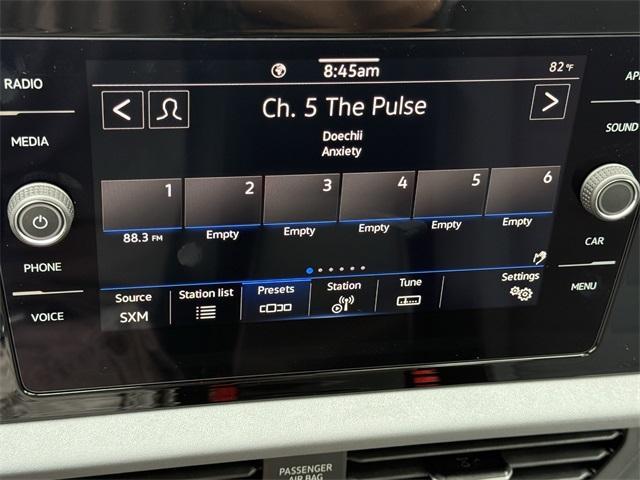 RADIO
MEDIA
PHONE
VOICE
8:45am
82°F
Ch. 5 The Pulse
Doechii
Anxiety
1 2 3 4 5 6
88.3 FM Empty Empty Empty Empty Empty
Source Station list Presets Station Tune Settings
SXM
SOUND
CAR
MENU
PASSENGER
AIR BAG